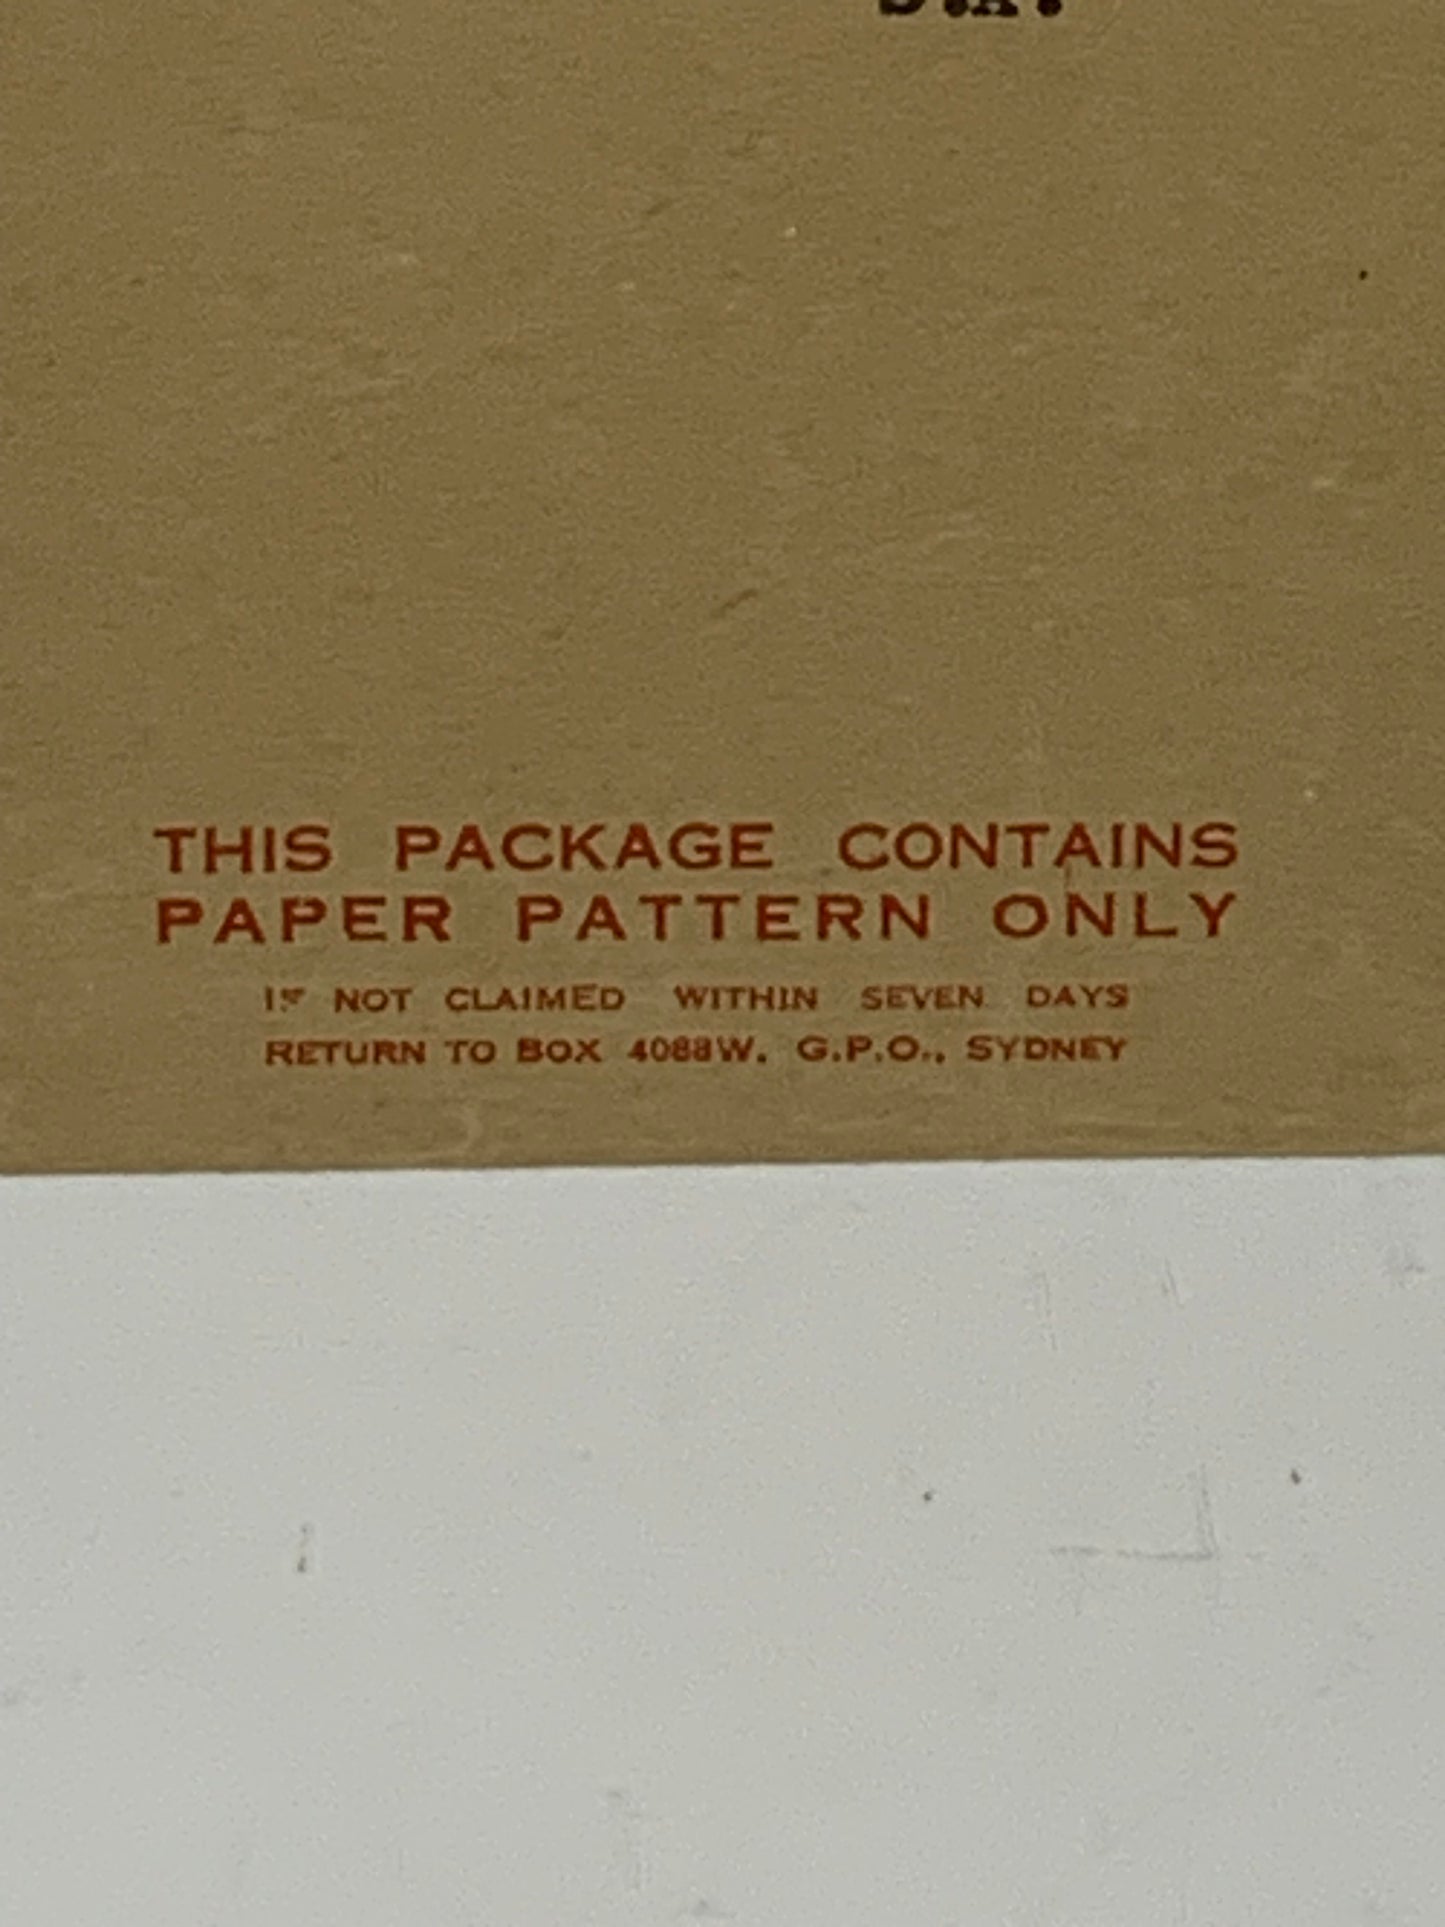 S.A.
THIS PACKAGE CONTAINS
PAPER PATTERN ONLY
IF NOT CLAIMED WITHIN SEVEN DAYS
RETURN TO BOX 4088W. G.P.O., SYDNEY